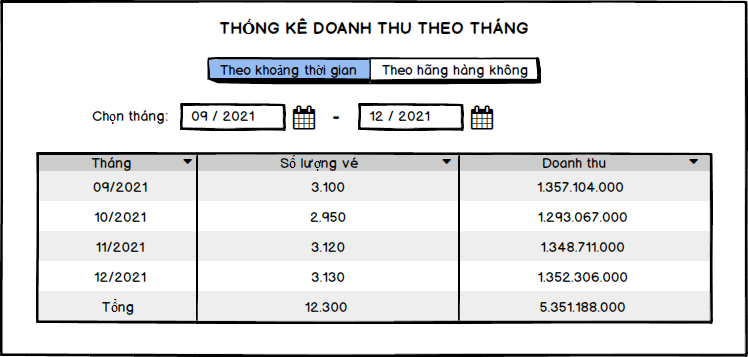 THỐNG KÊ DOANH THU THEO THÁNG
Theo khoảng thời gian Theo hãng hàng không
Chọn tháng: 09 / 2021 - 12 / 2021
Tháng Số lượng vé Doanh thu
09/2021 3.100 1.357.104.000
10/2021 2.950 1.293.067.000
11/2021 3.120 1.348.711.000
12/2021 3.130 1.352.306.000
Tổng 12.300 5.351.188.000